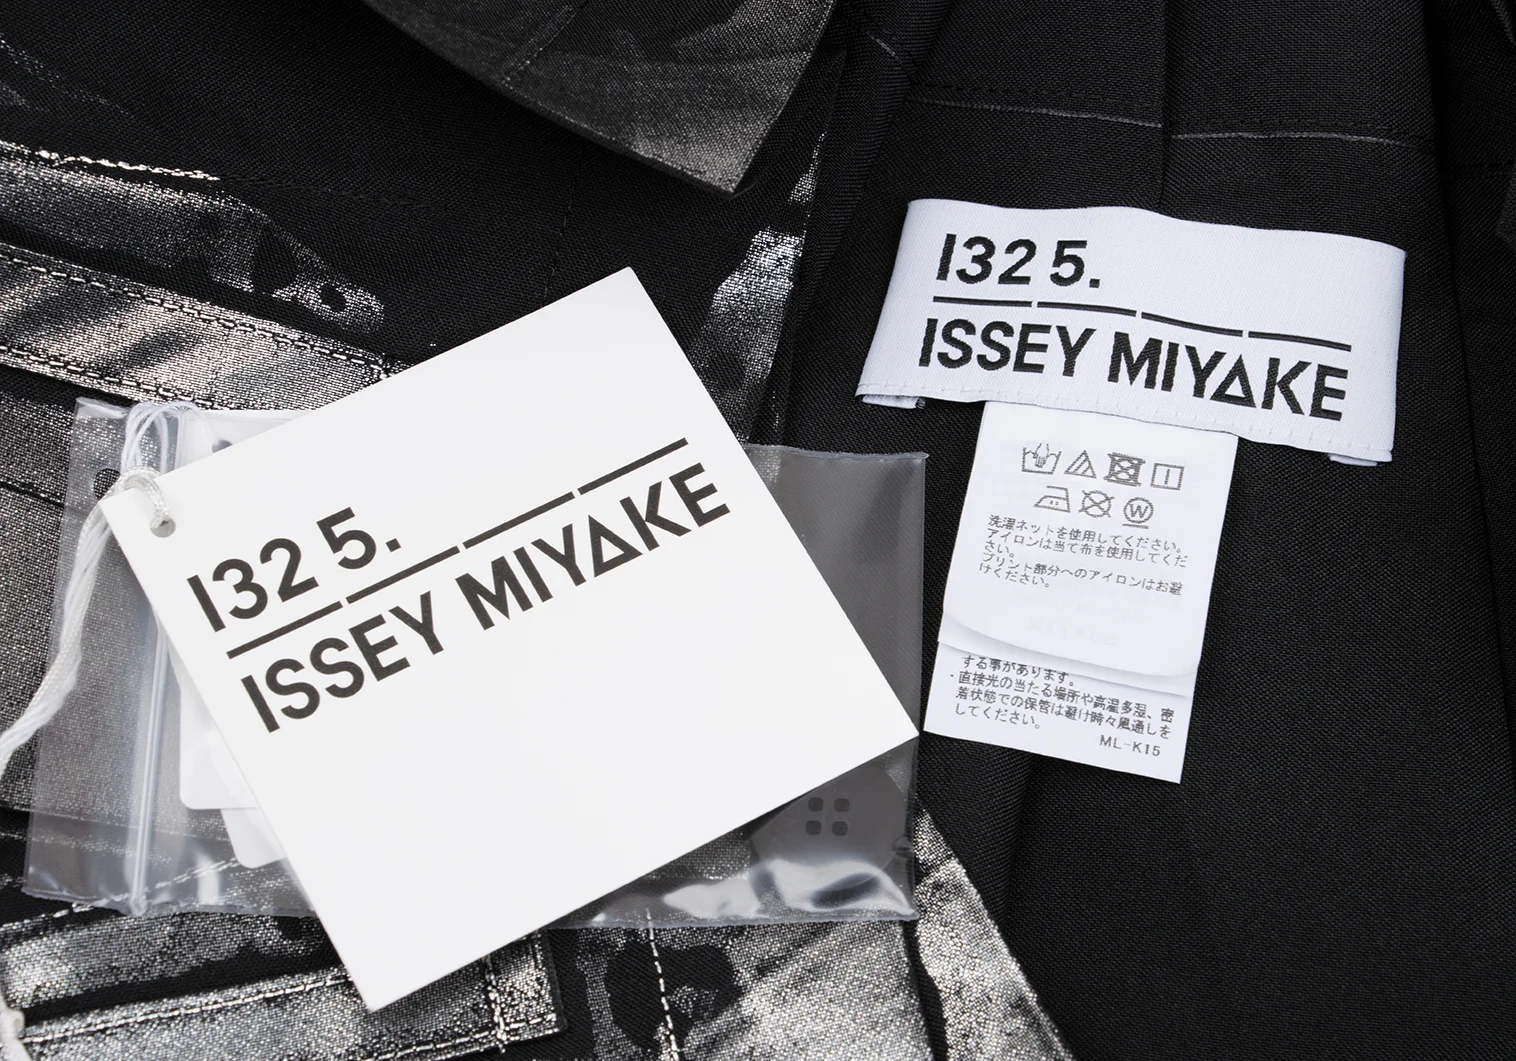 132 5.
ISSEY MIYAKE
132 5.
ISSEY MIYAKE
W
洗濯ネットを使用してください。
アイロンは当て布を使用してくだ
さい。
プリント部分へのアイロンはお避
けください。
する事があります。
・直接光の当たる場所や高温多湿、密
着状態での保管は避け時々風通しを
してください。
ML-K15